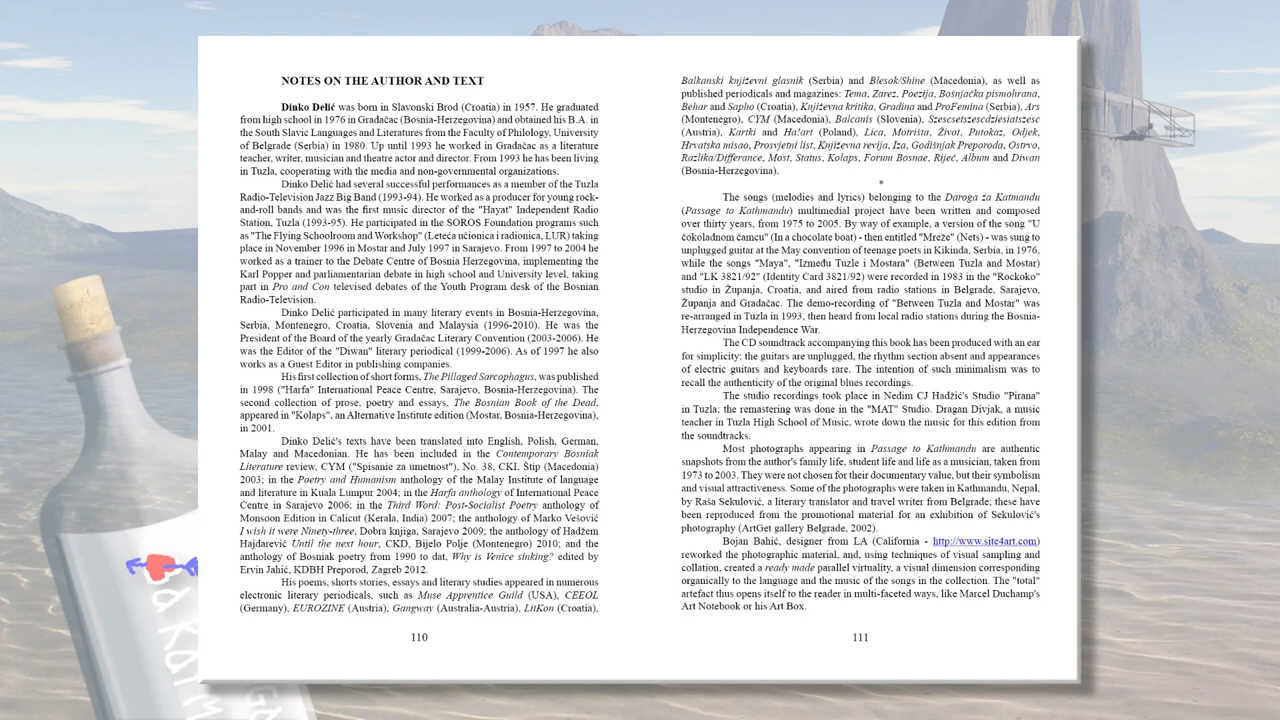 NOTES ON THE AUTHOR AND TEXT
Dinko Delić was born in Slavonski Brod (Croatia) in 1957. He graduated
from high school in 1976 in Gradačac (Bosnia-Herzegovina) and obtained his B.A. in
the South Slavic Languages and Literatures from the Faculty of Philology, University
of Belgrade (Serbia) in 1980. Up until 1993 he worked in Gradačac as a literature
teacher, writer, musician and theatre actor and director. From 1993 he has been living
in Tuzla, cooperating with the media and non-governmental organizations.
Dinko Delić had several successful performances as a member of the Tuzla
Radio-Television Jazz Big Band (1993-94). He worked as a producer for young rock-
and-roll bands and was the first music director of the "Hayat" Independent Radio
Station, Tuzla (1993-95). He participated in the SOROS Foundation programs such
as "The Flying Schoolroom and Workshop" (Leteća učionica i radionica, LUR) taking
place in November 1996 in Mostar and July 1997 in Sarajevo. From 1997 to 2004 he
worked as a trainer to the Debate Centre of Bosnia Herzegovina, implementing the
Karl Popper and parliamentarian debate in high school and University level, taking
part in Pro and Con televised debates of the Youth Program desk of the Bosnian
Radio-Television.
Dinko Delić participated in many literary events in Bosnia-Herzegovina,
Serbia, Montenegro, Croatia, Slovenia and Malaysia (1996-2010). He was the
President of the Board of the yearly Gradačac Literary Convention (2003-2006). He
was the Editor of the "Diwan" literary periodical (1999-2006). As of 1997 he also
works as a Guest Editor in publishing companies.
His first collection of short forms, The Pillaged Sarcophagus, was published
in 1998 ("Harfa" International Peace Centre, Sarajevo, Bosnia-Herzegovina). The
second collection of prose, poetry and essays, The Bosnian Book of the Dead,
appeared in "Kolaps", an Alternative Institute edition (Mostar, Bosnia-Herzegovina),
in 2001.
Dinko Delić's texts have been translated into English, Polish, German,
Malay and Macedonian. He has been included in the Contemporary Bosniak
Literature review, CYM ("Spisanie za umetnost"), No. 38, CKI, Štip (Macedonia)
2003; in the Poetry and Humanism anthology of the Malay Institute of language
and literature in Kuala Lumpur 2004; in the Harfa anthology of International Peace
Centre in Sarajevo 2006; in the Third Word: Post-Socialist Poetry anthology of
Monsoon Edition in Calicut (Kerala, India) 2007; the anthology of Marko Vešović
I wish it were Ninety-three, Dobra knjiga, Sarajevo 2009; the anthology of Hadžem
Hajdarević Until the next hour, CKD, Bijelo Polje (Montenegro) 2010; and the
anthology of Bosniak poetry from 1990 to dat, Why is Venice sinking? edited by
Ervin Jahić, KDBH Preporod, Zagreb 2012.
His poems, shorts stories, essays and literary studies appeared in numerous
electronic literary periodicals, such as Muse Apprentice Guild (USA), CEEOL
(Germany), EUROZINE (Austria), Gangway (Australia-Austria), LitKon (Croatia),
110
Balkanski književni glasnik (Serbia) and Blesok/Shine (Macedonia), as well as
published periodicals and magazines: Tema, Zarez, Poezija, Bošnjačka pismohrana,
Behar and Sapho (Croatia), Književna kritika, Gradina and ProFemina (Serbia), Ars
(Montenegro), CYM (Macedonia), Balcanis (Slovenia), Szescsetszescdziesiatszesc
(Austria), Kartki and Ha!art (Poland), Lica, Motrišta, Život, Putokaz, Odjek,
Hrvatska misao, Prosvjetni list, Književna revija, Iza, Godišnjak Preporoda, Ostrvo,
Razlika/Differance, Most, Status, Kolaps, Forum Bosnae, Riječ, Album and Diwan
(Bosnia-Herzegovina).
*
The songs (melodies and lyrics) belonging to the Daroga za Katmandu
(Passage to Kathmandu) multimedial project have been written and composed
over thirty years, from 1975 to 2005. By way of example, a version of the song "U
čokoladnom čamcu" (In a chocolate boat) - then entitled "Mreže" (Nets) - was sung to
unplugged guitar at the May convention of teenage poets in Kikinda, Serbia, in 1976,
while the songs "Maya", "Između Tuzle i Mostara" (Between Tuzla and Mostar)
and "LK 3821/92" (Identity Card 3821/92) were recorded in 1983 in the "Rockoko"
studio in Županja, Croatia, and aired from radio stations in Belgrade, Sarajevo,
Županja and Gradačac. The demo-recording of "Between Tuzla and Mostar" was
re-arranged in Tuzla in 1993, then heard from local radio stations during the Bosnia-
Herzegovina Independence War.
The CD soundtrack accompanying this book has been produced with an ear
for simplicity; the guitars are unplugged, the rhythm section absent and appearances
of electric guitars and keyboards rare. The intention of such minimalism was to
recall the authenticity of the original blues recordings.
The studio recordings took place in Nedim CJ Hadžić's Studio "Pirana"
in Tuzla; the remastering was done in the "MAT" Studio. Dragan Divjak, a music
teacher in Tuzla High School of Music, wrote down the music for this edition from
the soundtracks.
Most photographs appearing in Passage to Kathmandu are authentic
snapshots from the author's family life, student life and life as a musician, taken from
1973 to 2003. They were not chosen for their documentary value, but their symbolism
and visual attractiveness. Some of the photographs were taken in Kathmandu, Nepal,
by Raša Sekulović, a literary translator and travel writer from Belgrade; these have
been reproduced from the promotional material for an exhibition of Sekulović's
photography (ArtGet gallery Belgrade, 2002).
Bojan Bahić, designer from LA (California - http://www.site4art.com)
reworked the photographic material, and, using techniques of visual sampling and
collation, created a ready made parallel virtuality, a visual dimension corresponding
organically to the language and the music of the songs in the collection. The "total"
artefact thus opens itself to the reader in multi-faceted ways, like Marcel Duchamp's
Art Notebook or his Art Box.
111